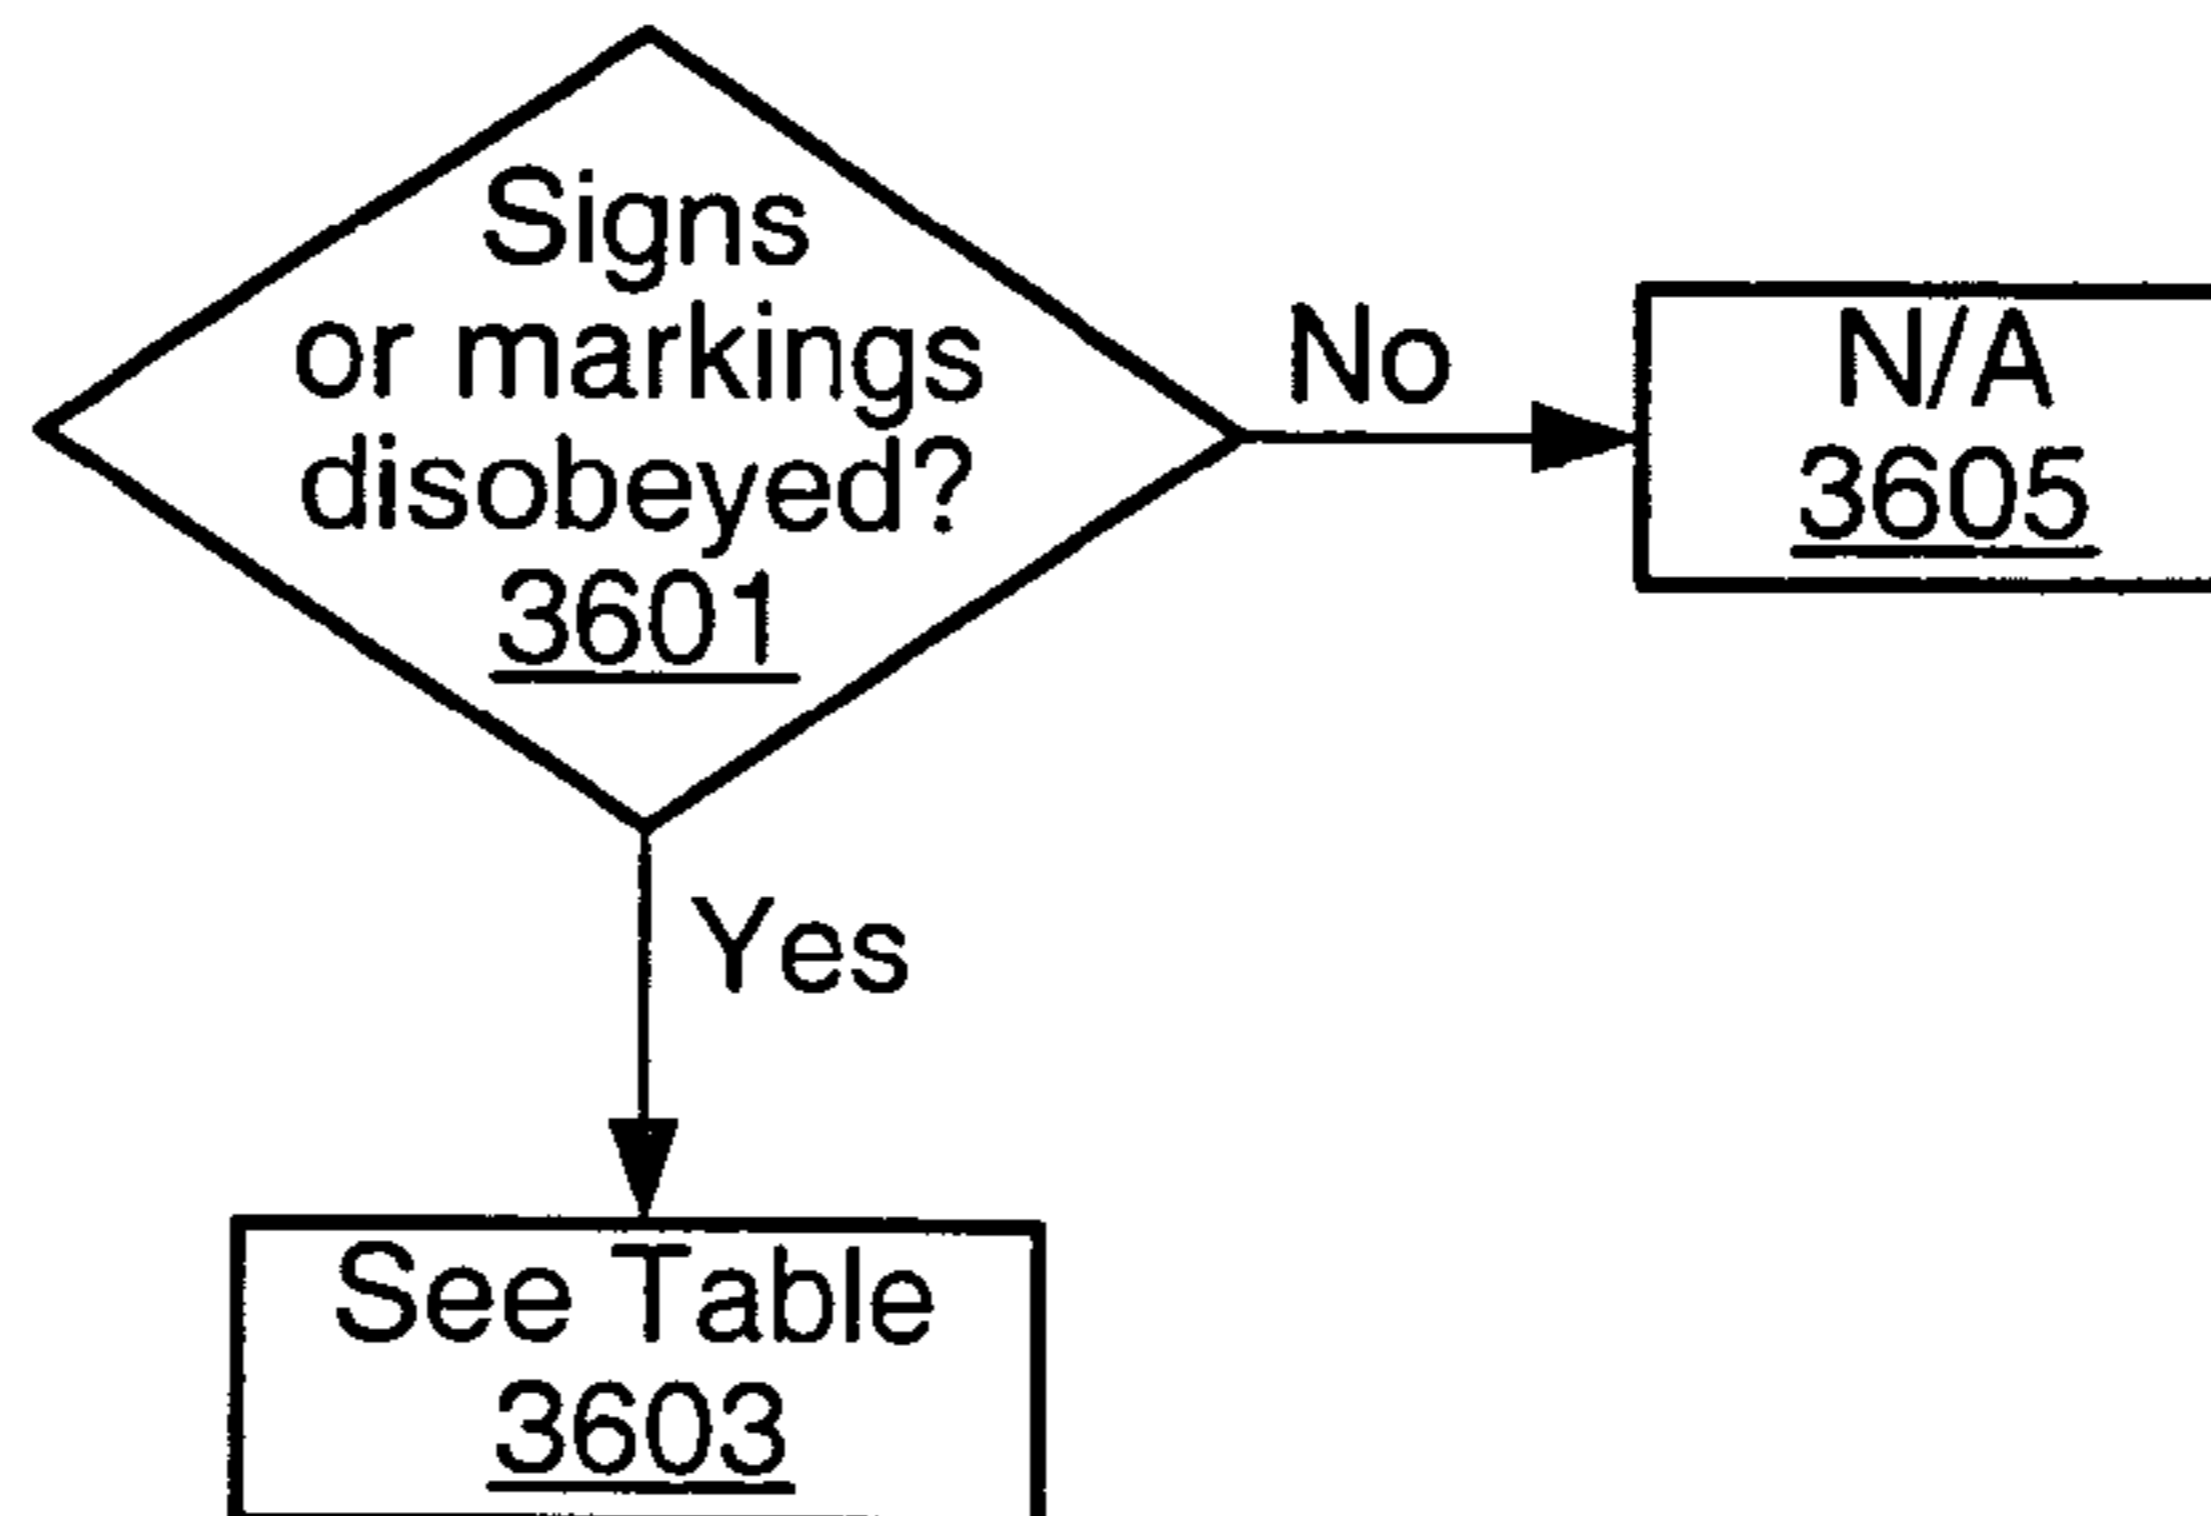 Signs
or markings
disobeyed?
3601
No
N/A
3605
Yes
See Table
3603